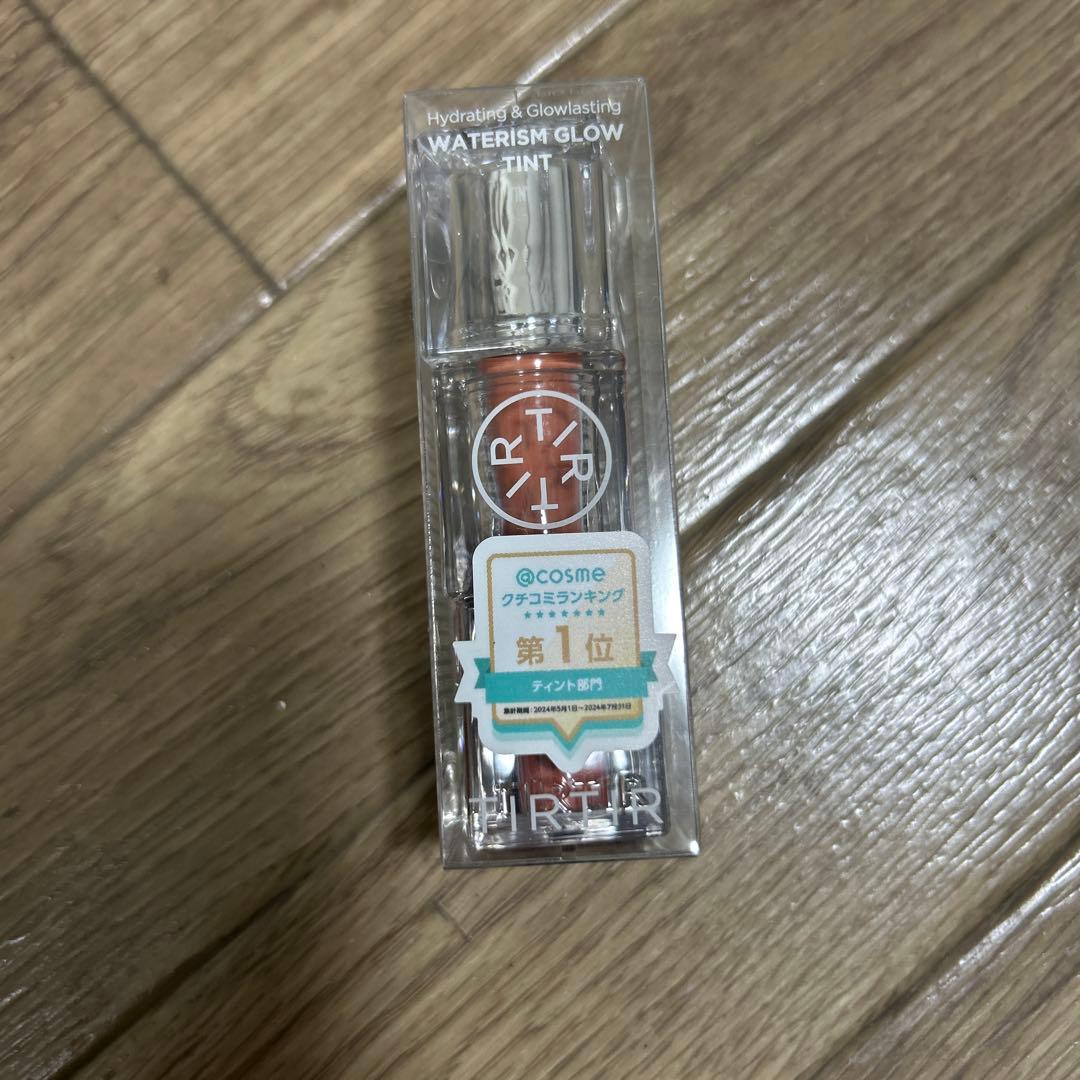 Hydrating & Glowlasting
WATERISM GLOW
TINT
TIRTIR
@cosme
クチコミランキング
★★★★★★★
第1位
ティント部門
集計期間:2024年5月1日~2024年7月31日
TIRTIR